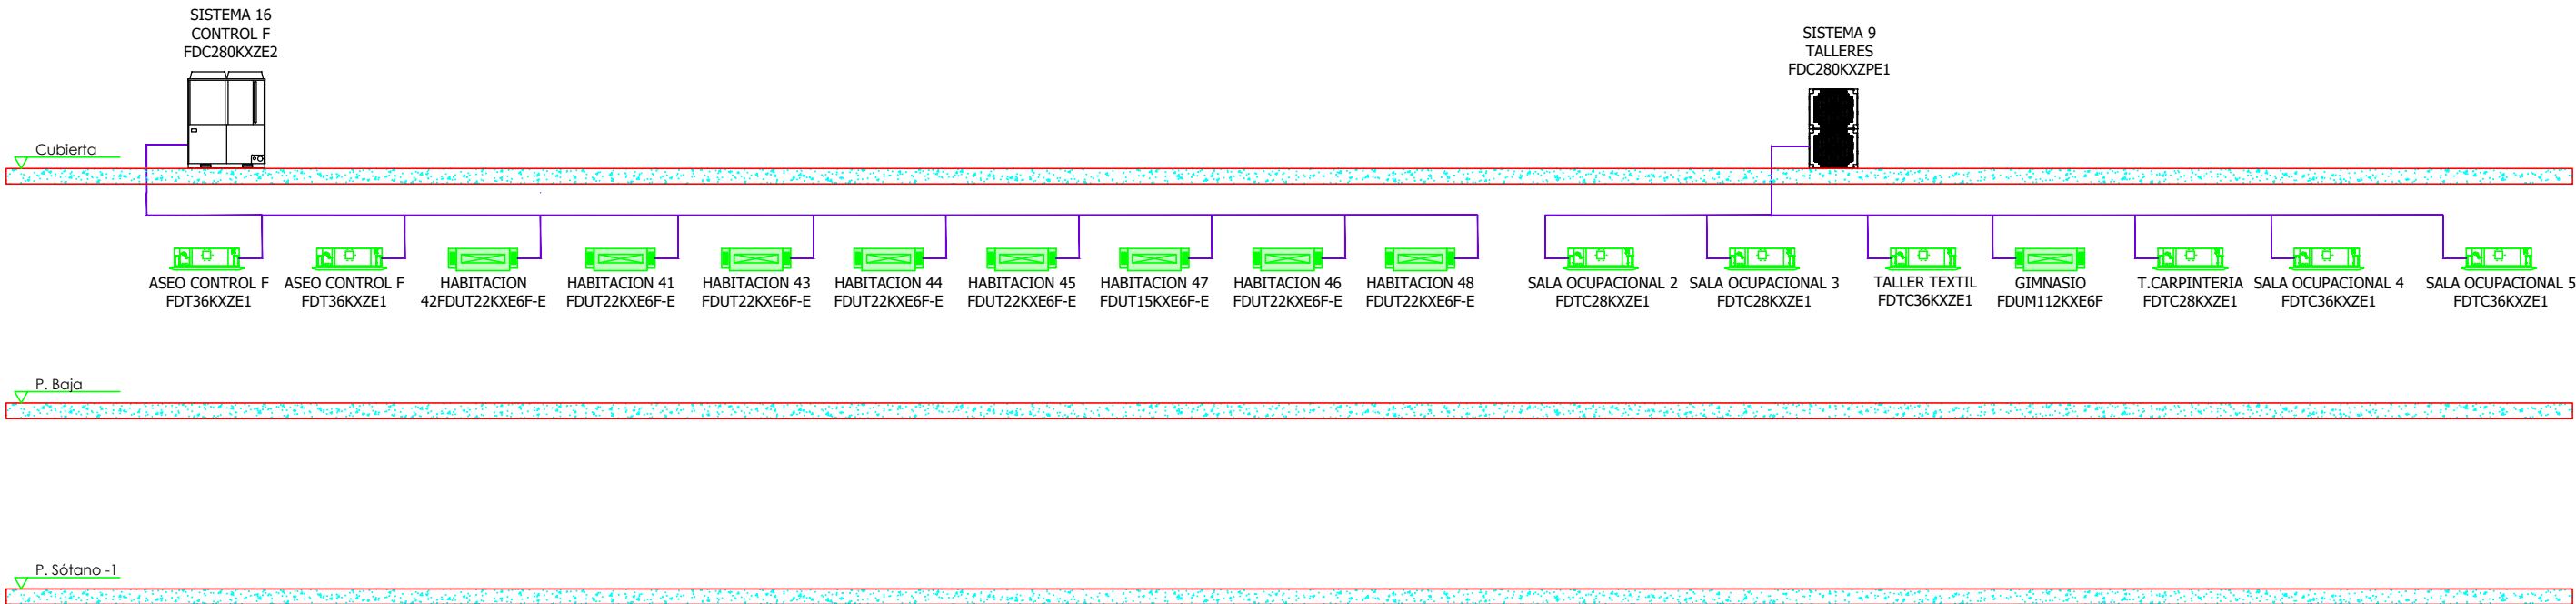 SISTEMA 16
CONTROL F
FDC280KXZE2
SISTEMA 9
TALLERES
FDC280KXZPE1
Cubierta
ASEO CONTROL F
FDT36KXZE1
ASEO CONTROL F
FDT36KXZE1
HABITACION
42FDUT22KXE6F-E
HABITACION 41
FDUT22KXE6F-E
HABITACION 43
FDUT22KXE6F-E
HABITACION 44
FDUT22KXE6F-E
HABITACION 45
FDUT22KXE6F-E
HABITACION 47
FDUT15KXE6F-E
HABITACION 46
FDUT22KXE6F-E
HABITACION 48
FDUT22KXE6F-E
SALA OCUPACIONAL 2
FDTC28KXZE1
SALA OCUPACIONAL 3
FDTC28KXZE1
TALLER TEXTIL
FDTC36KXZE1
GIMNASIO
FDUM112KXE6F
T.CARPINTERIA
FDTC28KXZE1
SALA OCUPACIONAL 4
FDTC36KXZE1
SALA OCUPACIONAL 5
FDTC36KXZE1
P. Baja
P. Sótano -1